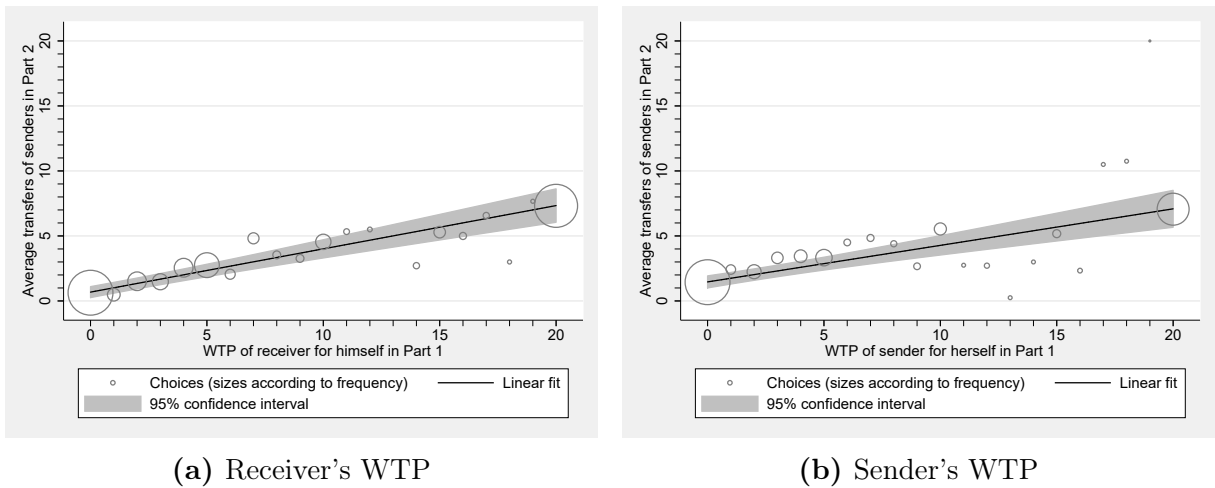 Average transfers of senders in Part 2
20
15
10
5
0
0 5 10 15 20
WTP of receiver for himself in Part 1
Choices (sizes according to frequency) Linear fit
95% confidence interval
(a) Receiver's WTP
Average transfers of senders in Part 2
20
15
10
5
0
0 5 10 15 20
WTP of sender for herself in Part 1
Choices (sizes according to frequency) Linear fit
95% confidence interval
(b) Sender's WTP